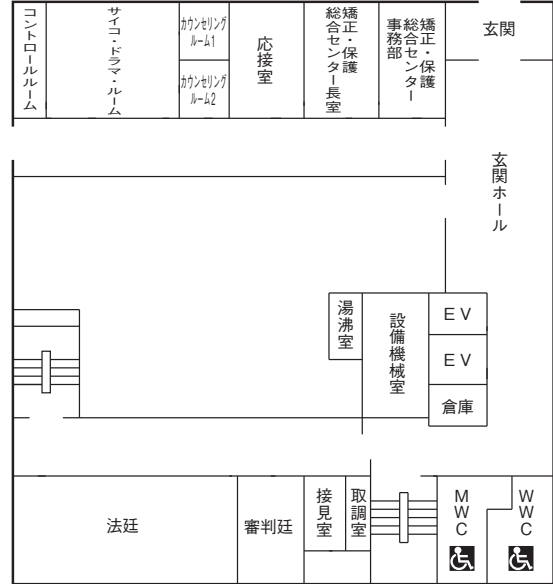 コントロールルーム
サイコ・ドラマ・ルーム
カウンセリング
ルーム1
カウンセリング
ルーム2
応接室
矯正・保護
総合センター長室
矯正・保護
総合センター
事務部
玄関
玄関ホール
湯沸室
設備機械室
EV
EV
倉庫
法廷
審判廷
接見室
取調室
MWC
WWC